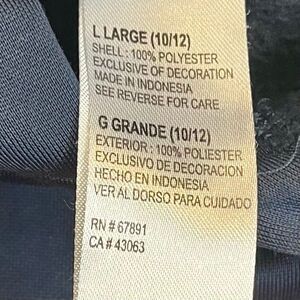 L LARGE (10/12)
SHELL : 100% POLYESTER
EXCLUSIVE OF DECORATION
MADE IN INDONESIA
SEE REVERSE FOR CARE
G GRANDE (10/12)
EXTERIOR : 100% POLIESTER
EXCLUSIVO DE DECORACION
HECHO EN INDONESIA
VER AL DORSO PARA CUIDADO
RN # 67891
CA # 43063